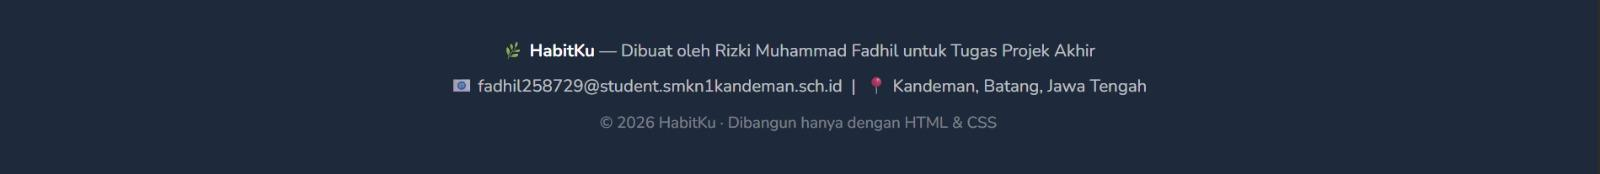 🌿 HabitKu — Dibuat oleh Rizki Muhammad Fadhil untuk Tugas Projek Akhir
📧 fadhil258729@student.smkn1kandeman.sch.id | 📍 Kandeman, Batang, Jawa Tengah
© 2026 HabitKu · Dibangun hanya dengan HTML & CSS